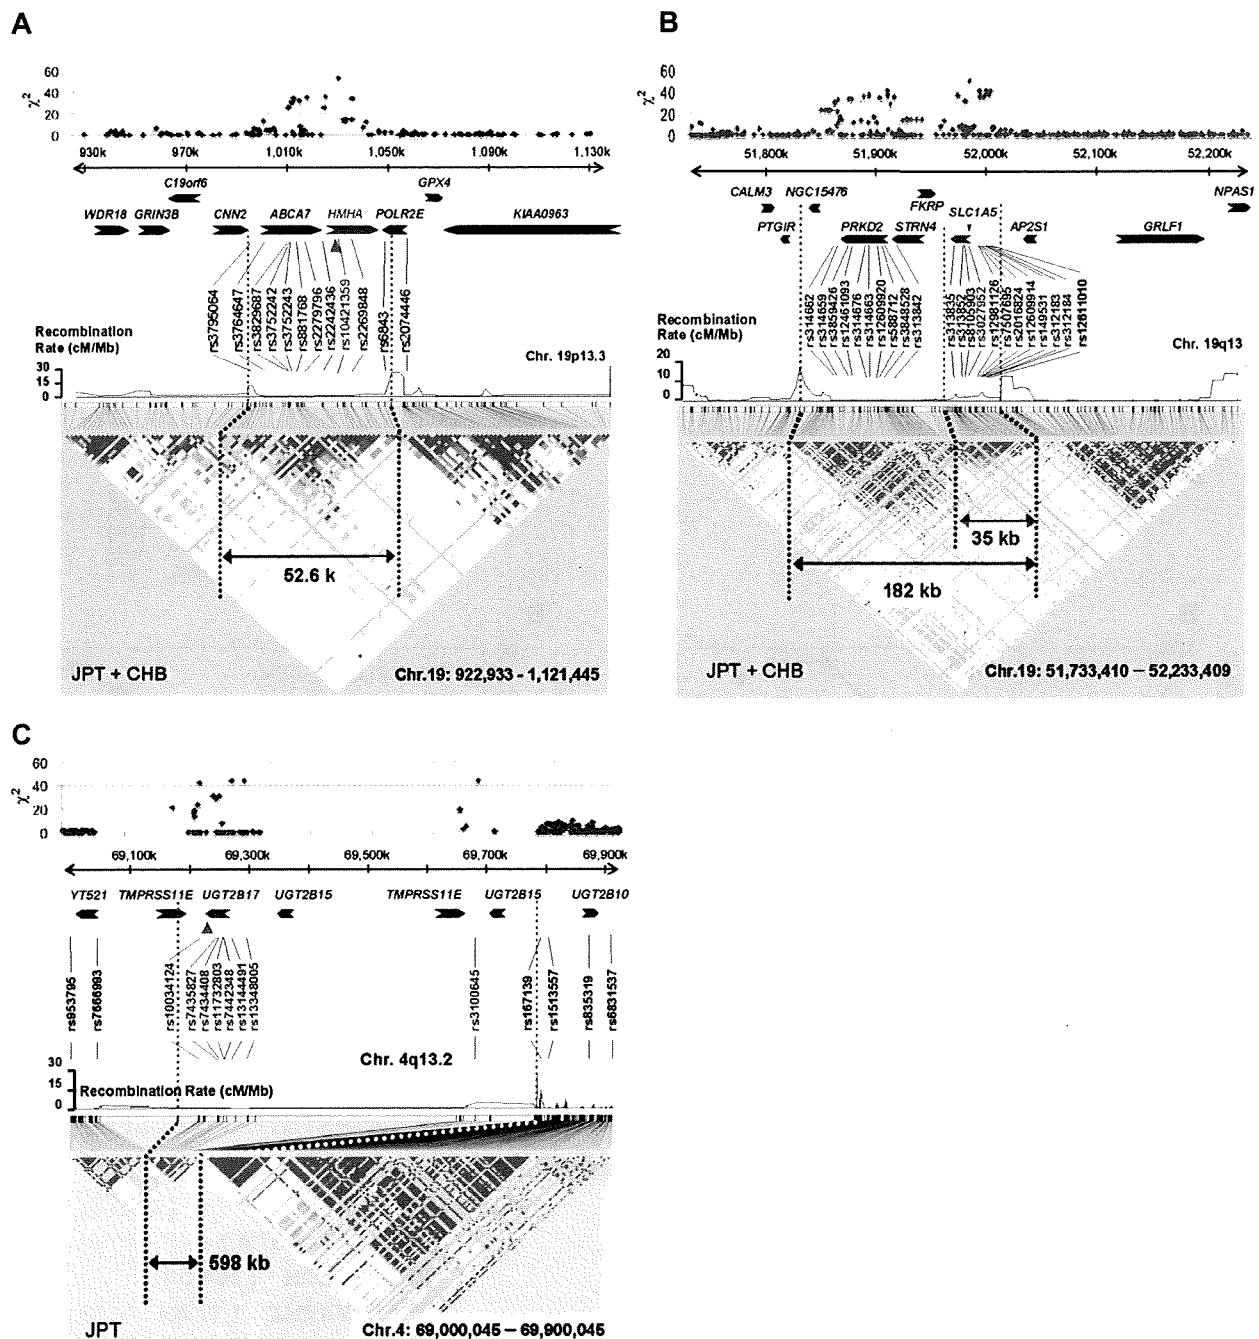 A
χ2
60
40
20
0
930k 970k 1,010k 1,050k 1,090k 1,130k
C19orf6 GPX4
WDR18 GRIN3B CNN2 ABCA7 HMHA POLR2E KIAA0963
rs3795064
rs3764647
rs3829687
rs3752242
rs3752243
rs881768
rs2279796
rs2242436
rs10421359
rs2269848
rs65843
rs2074446
Recombination
Rate (cM/Mb)
Chr. 19p13.3
30
15
0
52.6 k
JPT + CHB
Chr.19: 922,933 - 1,121,445
B
χ2
60
40
20
0
51,800k 51,900k 52,000k 52,100k 52,200k
CALM3 NGC15476 FKRP SLC1A5 NPAS1
PTGIR PRKD2 STRN4 AP2S1 GRLF1
rs314662
rs314659
rs3859426
rs12461093
rs314676
rs314663
rs12609920
rs588712
rs3848528
rs313842
rs313835
rs313852
rs3105903
rs3027952
rs12981126
rs1750695
rs2016824
rs12609914
rs149531
rs312183
rs312184
rs12811010
Recombination
Rate (cM/Mb)
Chr. 19q13
20
10
0
35 kb
182 kb
JPT + CHB
Chr.19: 51,733,410 – 52,233,409
C
χ2
60
40
20
0
69,100k 69,300k 69,500k 69,700k 69,900k
YT521 TMPRSS11E UGT2B17 UGT2B15 TMPRSS11E UGT2B15 UGT2B10
rs953795
rs7666993
rs10034124
rs7435827
rs7434408
rs11732803
rs7442348
rs13144491
rs13348005
rs3100645
rs167139
rs1513557
rs835319
rs6831537
Chr. 4q13.2
30
15
0
Recombination Rate (cM/Mb)
598 kb
JPT
Chr.4: 69,000,045 – 69,900,045